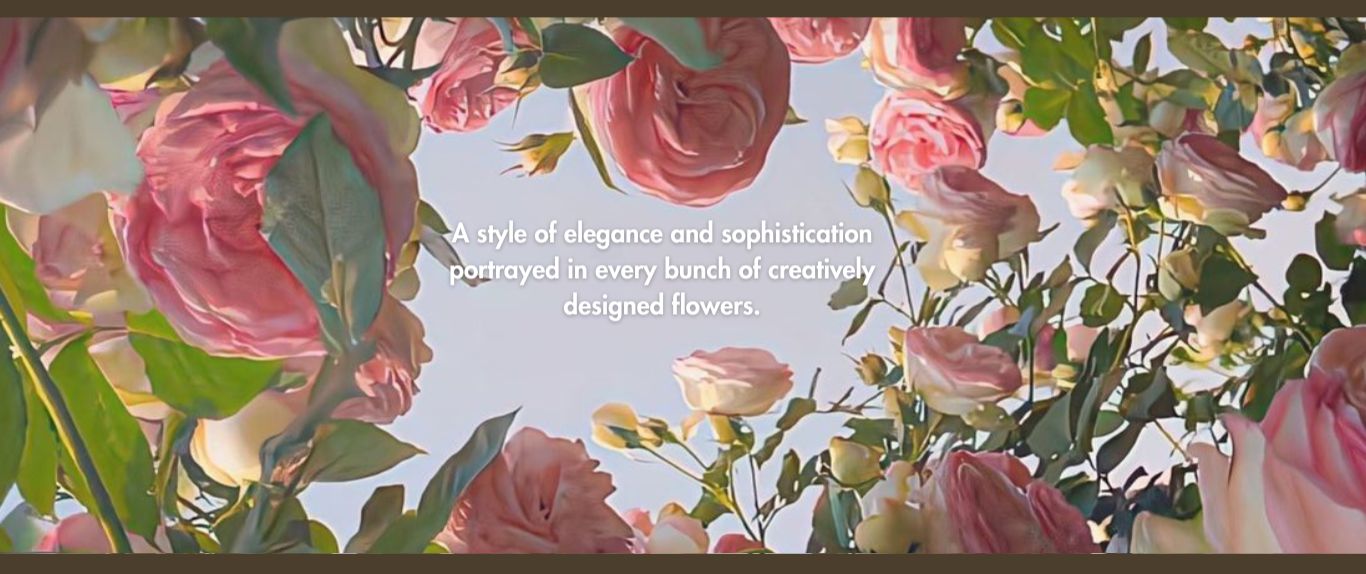 A style of elegance and sophistication
portrayed in every bunch of creatively
designed flowers.